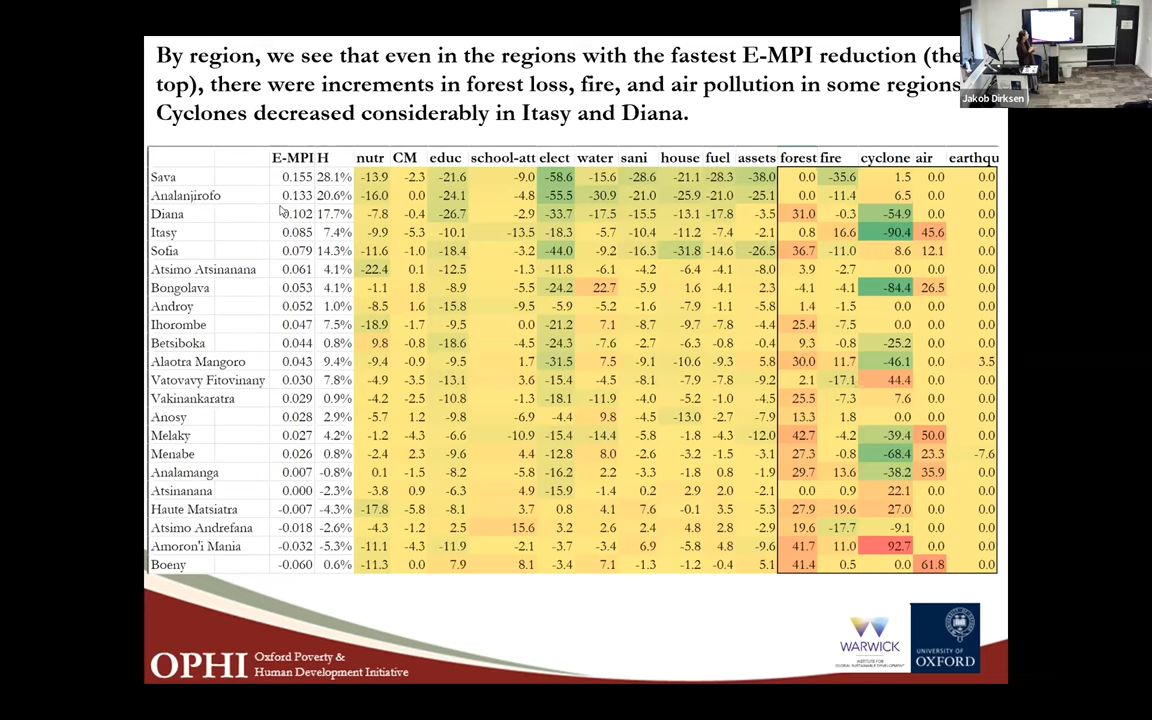 By region, we see that even in the regions with the fastest E-MPI reduction (the
top), there were increments in forest loss, fire, and air pollution in some regions
Cyclones decreased considerably in Itasy and Diana.
Jakob Dirksen
E-MPI H nutr CM educ school-att elect water sani house fuel assets forest fire cyclone air earthqu
Sava 0.155 28.1% -13.9 -2.3 -21.6 -9.0 -58.6 -15.6 -28.6 -21.1 -28.3 -38.0 0.0 -35.6 1.5 0.0 0.0
Analanjirofo 0.133 20.6% -16.0 0.0 -24.1 -4.8 -55.5 -30.9 -21.0 -25.9 -21.0 -25.1 0.0 -11.4 6.5 0.0 0.0
Diana 0.102 17.7% -7.8 -0.4 -26.7 -2.9 -33.7 -17.5 -15.5 -13.1 -17.8 -3.5 31.0 -0.3 -54.9 0.0 0.0
Itasy 0.085 7.4% -9.9 -5.3 -10.1 -13.5 -18.3 -5.7 -10.4 -11.2 -7.4 -2.1 0.8 16.6 -90.4 45.6 0.0
Sofia 0.079 14.3% -11.6 -1.0 -18.4 -3.2 -44.0 -9.2 -16.3 -31.8 -14.6 -26.5 36.7 -11.0 8.6 12.1 0.0
Atsimo Atsinanana 0.061 4.1% -22.4 0.1 -12.5 -1.3 -11.8 -6.1 -4.2 -6.4 -4.1 -8.0 3.9 -2.7 0.0 0.0 0.0
Bongolava 0.053 4.1% -1.1 1.8 -8.9 -5.5 -24.2 22.7 -5.9 1.6 -4.1 2.3 -4.1 -4.1 -84.4 26.5 0.0
Androy 0.052 1.0% -8.5 1.6 -15.8 -9.5 -5.9 -5.2 -1.6 -7.9 -1.1 -5.8 1.4 -1.5 0.0 0.0 0.0
Ihorombe 0.047 7.5% -18.9 -1.7 -9.5 0.0 -21.2 7.1 -8.7 -9.7 -7.8 -4.4 25.4 -7.5 0.0 0.0 0.0
Betsiboka 0.044 0.8% 9.8 -0.8 -18.6 -4.5 -24.3 -7.6 -2.7 -6.3 -0.8 -0.4 9.3 -0.8 -25.2 0.0 0.0
Alaotra Mangoro 0.043 9.4% -9.4 -0.9 -9.5 1.7 -31.5 7.5 -9.1 -10.6 -9.3 5.8 30.0 11.7 -46.1 0.0 3.5
Vatovavy Fitovinany 0.030 7.8% -4.9 -3.5 -13.1 3.6 -15.4 -4.5 -8.1 -7.9 -7.8 -9.2 2.1 -17.1 44.4 0.0 0.0
Vakinankaratra 0.029 0.9% -4.2 -2.5 -10.8 -1.3 -18.1 -11.9 -4.0 -5.2 -1.0 -4.5 25.5 -7.3 7.6 0.0 0.0
Anosy 0.028 2.9% -5.7 1.2 -9.8 -6.9 -4.4 9.8 -4.5 -13.0 -2.7 -7.9 13.3 1.8 0.0 0.0 0.0
Melaky 0.027 4.2% -1.2 -4.3 -6.6 -10.9 -15.4 -14.4 -5.8 -1.8 -4.3 -12.0 42.7 -4.2 -39.4 50.0 0.0
Menabe 0.026 0.8% -2.4 2.3 -9.6 4.4 -12.8 8.0 -2.6 -3.2 -1.5 -3.1 27.3 -0.8 -68.4 23.3 -7.6
Analamanga 0.007 -0.8% 0.1 -1.5 -8.2 -5.8 -16.2 2.2 -3.3 -1.8 0.8 -1.9 29.7 13.6 -38.2 35.9 0.0
Atsinanana 0.000 -2.3% -3.8 0.9 -6.3 4.9 -15.9 -1.4 0.2 2.9 2.0 -2.1 0.0 0.9 22.1 0.0 0.0
Haute Matsiatra -0.007 -4.3% -17.8 -5.8 -8.1 3.7 0.8 4.1 7.6 -0.1 3.5 -5.3 27.9 19.6 27.0 0.0 0.0
Atsimo Andrefana -0.018 -2.6% -4.3 -1.2 2.5 15.6 3.2 2.6 2.4 4.8 2.8 -2.9 19.6 -17.7 -9.1 0.0 0.0
Amoron'i Mania -0.032 -5.3% -11.1 -4.3 -11.9 -2.1 -3.7 -3.4 6.9 -5.8 4.8 -9.6 41.7 11.0 92.7 0.0 0.0
Boeny -0.060 0.6% -11.3 0.0 7.9 8.1 -3.4 7.1 -1.3 -1.2 -0.4 5.1 41.4 0.5 0.0 61.8 0.0
OPHI Oxford Poverty &
Human Development Initiative
WARWICK
INSTITUTE FOR
GLOBAL SUSTAINABLE DEVELOPMENT
UNIVERSITY OF
OXFORD